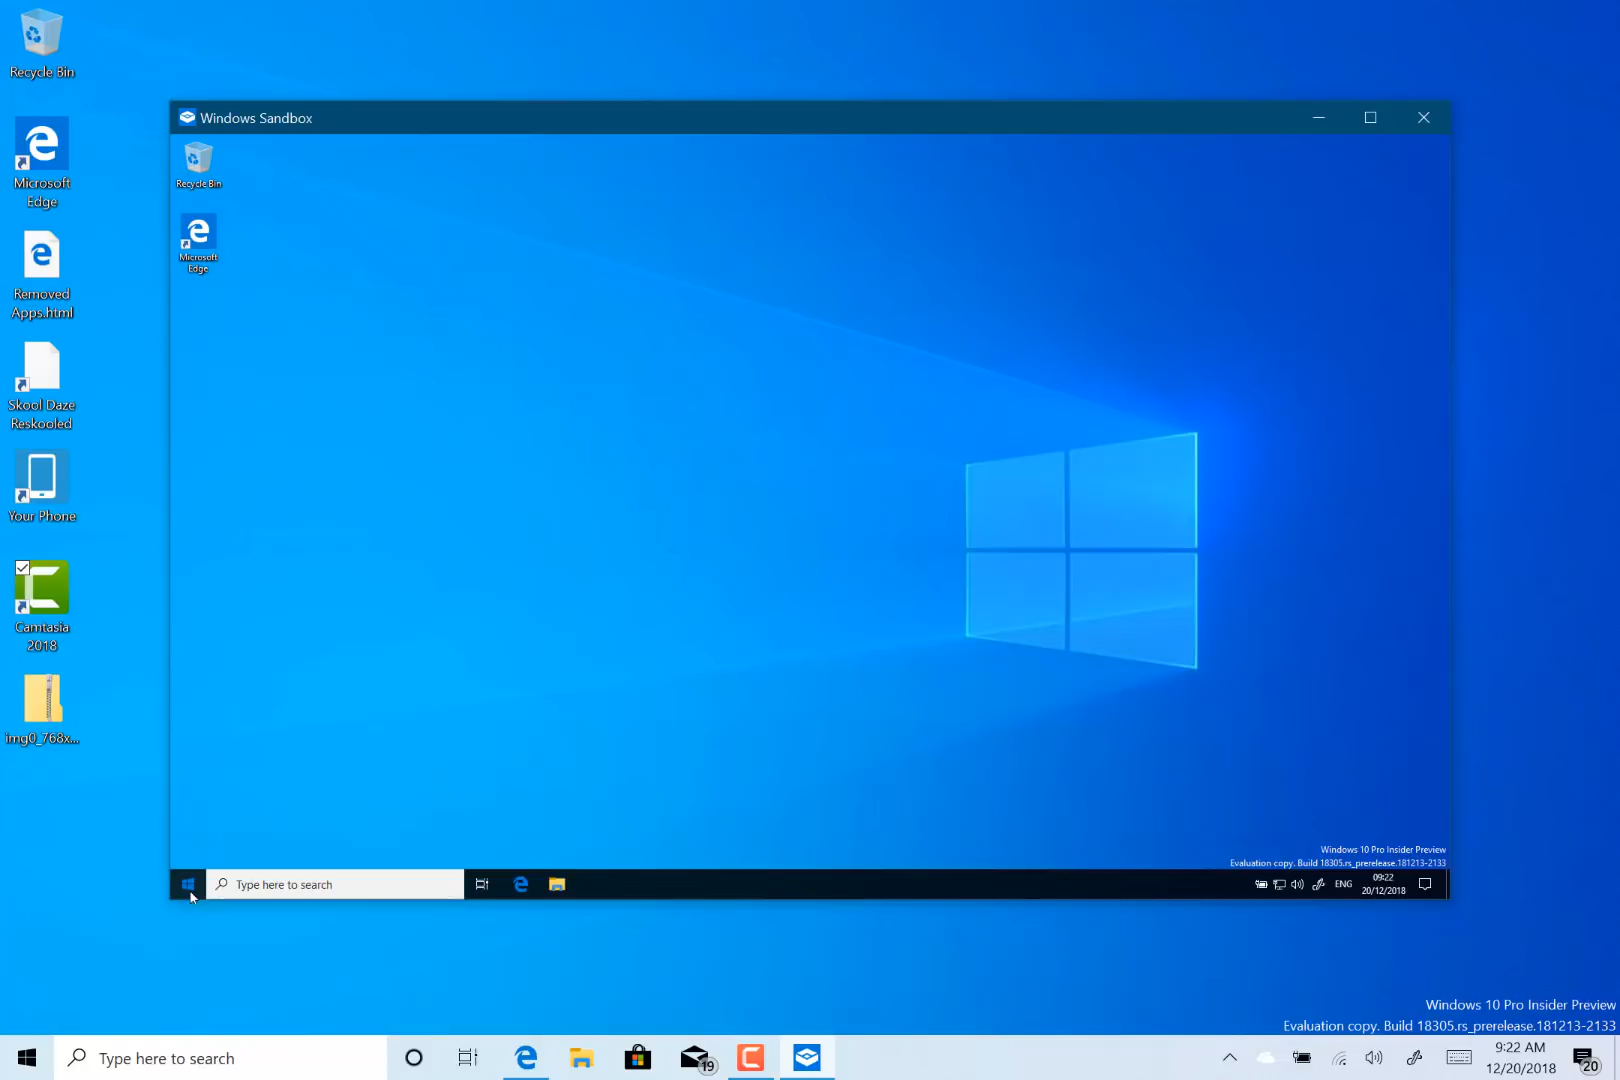 Recycle Bin
Microsoft
Edge
Removed
Apps.html
Skool Daze
Reskooled
Your Phone
Camtasia
2018
img0_768x...
Windows Sandbox
Recycle Bin
Microsoft
Edge
Windows 10 Pro Insider Preview
Evaluation copy. Build 18305.rs_prerelease.181213-2133
Type here to search
ENG
09:22
20/12/2018
Windows 10 Pro Insider Preview
Evaluation copy. Build 18305.rs_prerelease.181213-2133
Type here to search
19
9:22 AM
12/20/2018
20